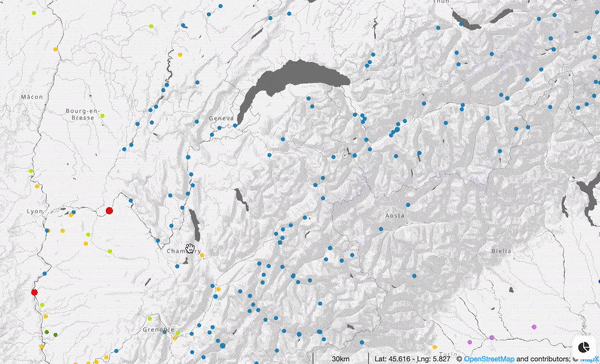 Thun
Mâcon
Bourg-en-
Bresse
Geneva
Lyon
Aosta
Chambéry
Biella
Grenoble
30km
Lat: 45.616 - Lng: 5.827
© OpenStreetMap and contributors; ©